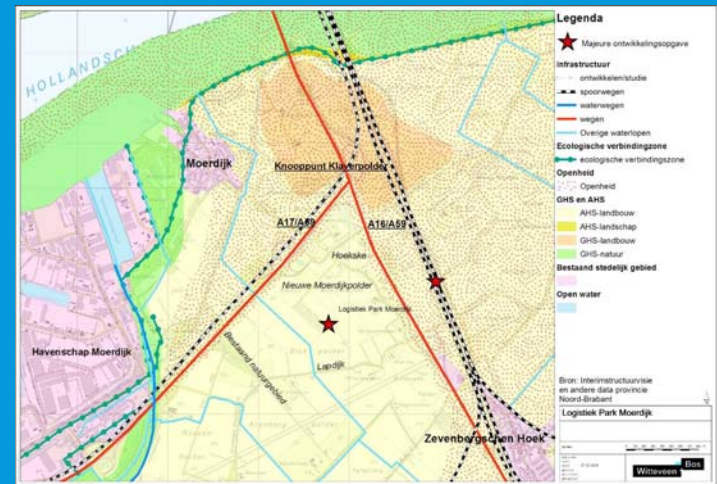 HOLLANDSCH
Moerdijk
Knooppunt Klaverpolder
A17/A59
A16/A59
Hoekske
Nieuwe Moerdijkpolder
Logistiek Park Moerdijk
Havenschap Moerdijk
Bestaand natuurgebied
Lapdijk
Zevenbergschen Hoek
Legenda
Majeure ontwikkelingsopgave
Infrastructuur
ontwikkelen/studie
spoorwegen
waterwegen
wegen
Overige waterlopen
Ecologische verbindingzone
ecologische verbindingszone
Openheid
Openheid
GHS en AHS
AHS-landbouw
AHS-landschap
GHS-landbouw
GHS-natuur
Bestaand stedelijk gebied
Open water
Bron: Interimstructuurvisie
en andere data provincie
Noord-Brabant
Logistiek Park Moerdijk
Witteveen Bos